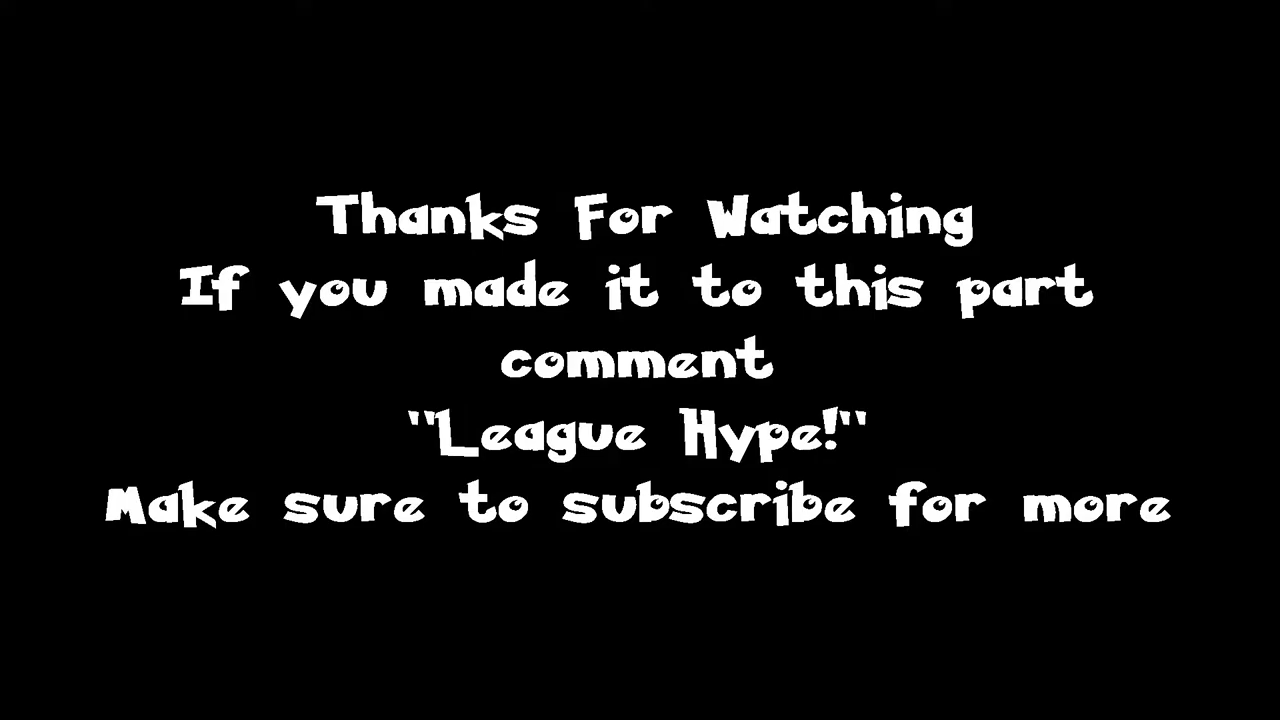 Thanks For Watching
If you made it to this part
comment
"League Hype!"
Make sure to subscribe for more